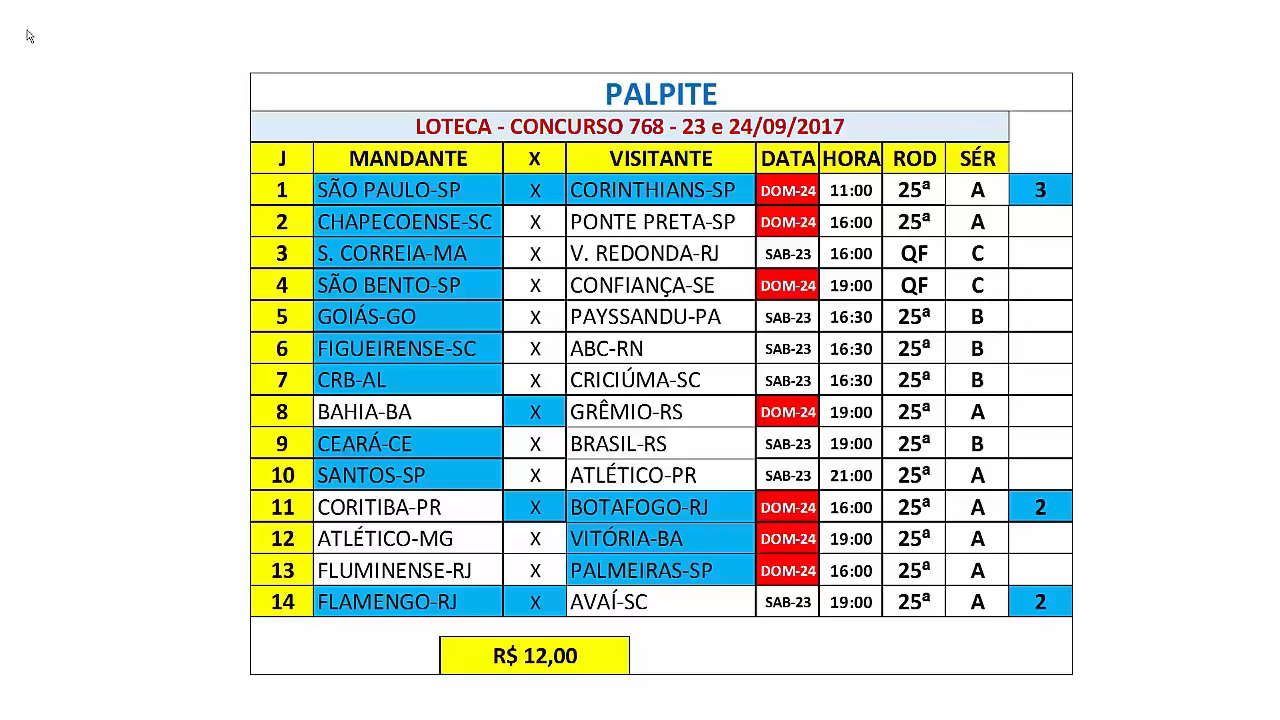 PALPITE
LOTECA - CONCURSO 768 - 23 e 24/09/2017
J MANDANTE X VISITANTE DATA HORA ROD SÉR
1 SÃO PAULO-SP X CORINTHIANS-SP DOM-24 11:00 25ª A 3
2 CHAPECOENSE-SC X PONTE PRETA-SP DOM-24 16:00 25ª A
3 S. CORREIA-MA X V. REDONDA-RJ SAB-23 16:00 QF C
4 SÃO BENTO-SP X CONFIANÇA-SE DOM-24 19:00 QF C
5 GOIÁS-GO X PAYSSANDU-PA SAB-23 16:30 25ª B
6 FIGUEIRENSE-SC X ABC-RN SAB-23 16:30 25ª B
7 CRB-AL X CRICIÚMA-SC SAB-23 16:30 25ª B
8 BAHIA-BA X GRÊMIO-RS DOM-24 19:00 25ª A
9 CEARÁ-CE X BRASIL-RS SAB-23 19:00 25ª B
10 SANTOS-SP X ATLÉTICO-PR SAB-23 21:00 25ª A
11 CORITIBA-PR X BOTAFOGO-RJ DOM-24 16:00 25ª A 2
12 ATLÉTICO-MG X VITÓRIA-BA DOM-24 19:00 25ª A
13 FLUMINENSE-RJ X PALMEIRAS-SP DOM-24 16:00 25ª A
14 FLAMENGO-RJ X AVAÍ-SC SAB-23 19:00 25ª A 2
R$ 12,00